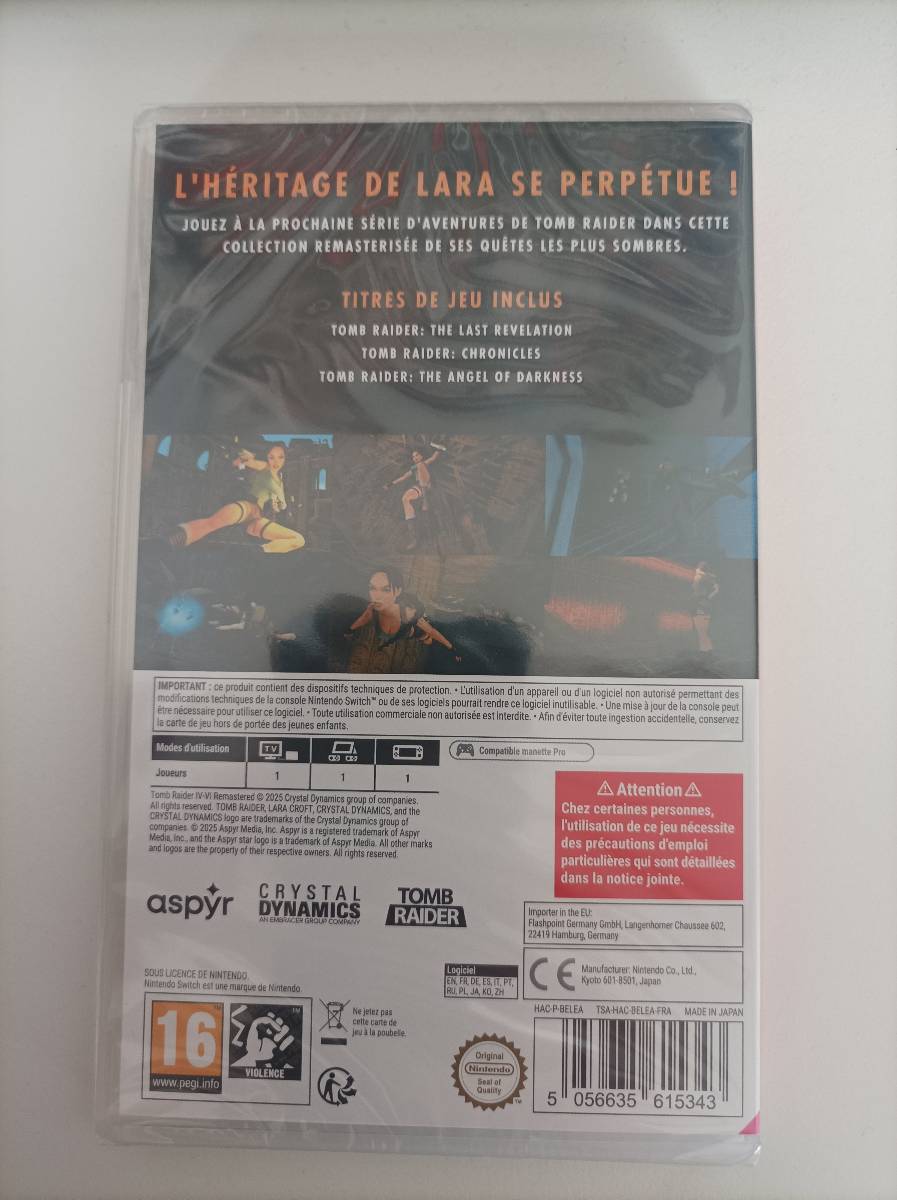 L'HÉRITAGE DE LARA SE PERPÉTUE !
JOUEZ À LA PROCHAINE SÉRIE D'AVENTURES DE TOMB RAIDER DANS CETTE
COLLECTION REMASTERISÉE DE SES QUÊTES LES PLUS SOMBRES.
TITRES DE JEU INCLUS
TOMB RAIDER: THE LAST REVELATION
TOMB RAIDER: CHRONICLES
TOMB RAIDER: THE ANGEL OF DARKNESS
IMPORTANT : ce produit contient des dispositifs techniques de protection. • L'utilisation d'un appareil ou d'un logiciel non autorisé permettant des
modifications techniques de la console Nintendo Switch™ ou de ses logiciels pourrait rendre ce logiciel inutilisable. • Une mise à jour de la console peut
être nécessaire pour utiliser ce logiciel. • Toute utilisation commerciale non autorisée est interdite. • Afin d'éviter toute ingestion accidentelle, conservez
la carte de jeu hors de portée des jeunes enfants.
Modes d'utilisation TV
Compatible manette Pro
Joueurs 1 1 1
Tomb Raider IV-VI Remastered © 2025 Crystal Dynamics group of companies.
All rights reserved. TOMB RAIDER, LARA CROFT, CRYSTAL DYNAMICS, and the
CRYSTAL DYNAMICS logo are trademarks of the Crystal Dynamics group of
companies. © 2025 Aspyr Media, Inc. Aspyr is a registered trademark of Aspyr
Media, Inc., and the Aspyr star logo is a trademark of Aspyr Media. All other marks
and logos are the property of their respective owners. All rights reserved.
⚠ Attention ⚠
Chez certaines personnes,
l'utilisation de ce jeu nécessite
des précautions d'emploi
particulières qui sont détaillées
dans la notice jointe.
aspyr
CRYSTAL
DYNAMICS
AN EMBRACER GROUP COMPANY
TOMB
RAIDER
Importer in the EU:
Flashpoint Germany GmbH, Langenhorner Chaussee 602,
22419 Hamburg, Germany
CE
Manufacturer: Nintendo Co., Ltd.,
Kyoto 601-8501, Japan
SOUS LICENCE DE NINTENDO.
Nintendo Switch est une marque de Nintendo.
Logiciel
EN, FR, DE, ES, IT, PT,
RU, PL, JA, KO, ZH
HAC-P-BELEA TSA-HAC-BELEA-FRA MADE IN JAPAN
16™
www.pegi.info
VIOLENCE
™
Ne jetez pas
cette carte de
jeu à la poubelle.
Original
Nintendo
Seal of
Quality
™
5 056635 615343